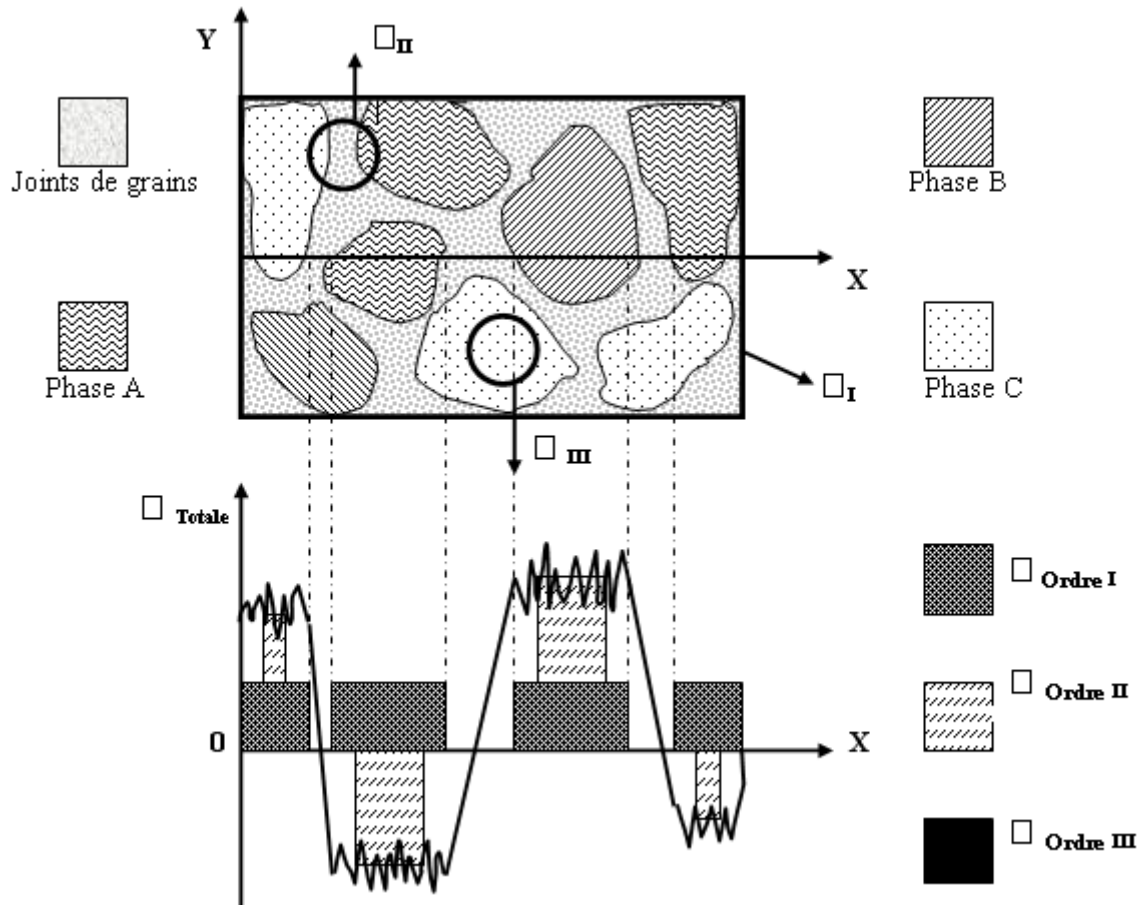 Y
□ II
Joints de grains
Phase B
X
Phase A
Phase C
□ I
□ III
□ Totale
□ Ordre I
□ Ordre II
0
X
□ Ordre III